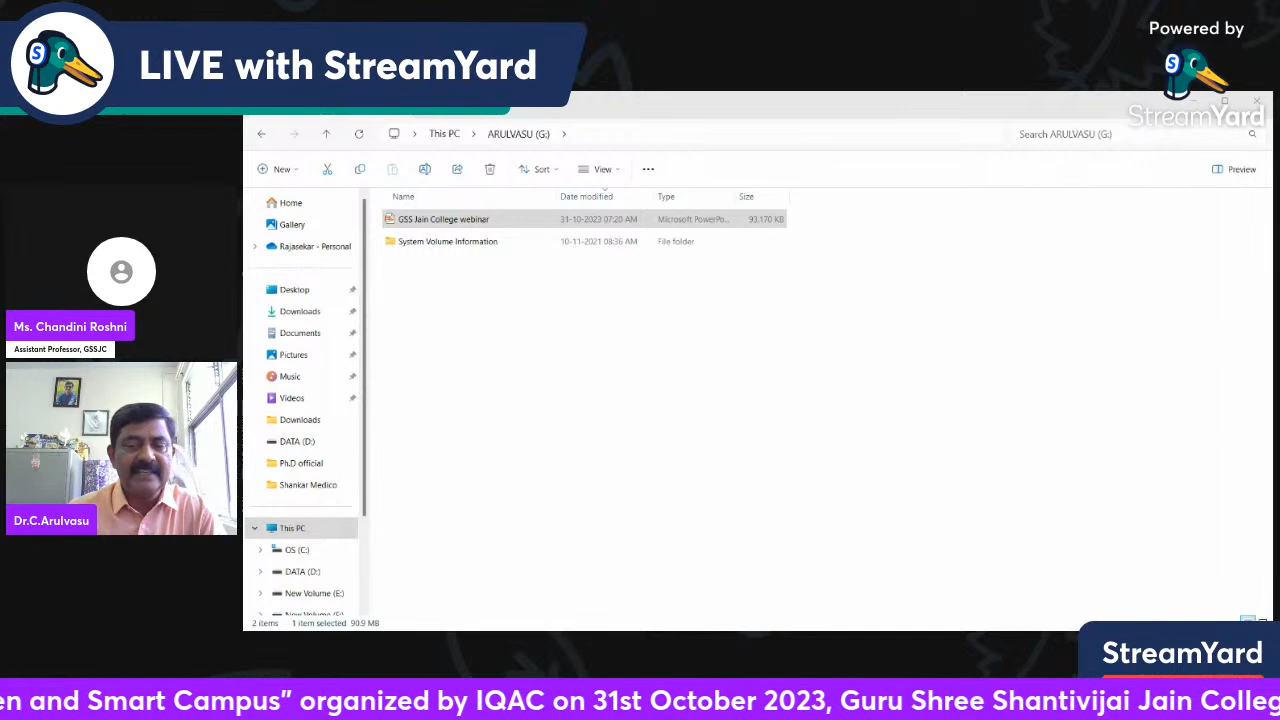 LIVE with StreamYard
Powered by
StreamYard
This PC
ARULVASU (G:)
Search ARULVASU (G:)
New
Sort
View
Preview
Name
Date modified
Type
Size
GSS Jain College webinar
31-10-2023 07:20 AM
Microsoft PowerPo...
93,170 KB
System Volume Information
10-11-2021 08:36 AM
File folder
Home
Gallery
Rajasekar - Personal
Desktop
Downloads
Documents
Pictures
Music
Videos
Downloads
DATA (D:)
Ph.D official
Shankar Medico
This PC
OS (C:)
DATA (D:)
New Volume (E:)
2 items
1 item selected 90.9 MB
Ms. Chandini Roshni
Assistant Professor, GSSJC
Dr.C.Arulvasu
StreamYard
en and Smart Campus" organized by IQAC on 31st October 2023, Guru Shree Shantivijai Jain Colleg